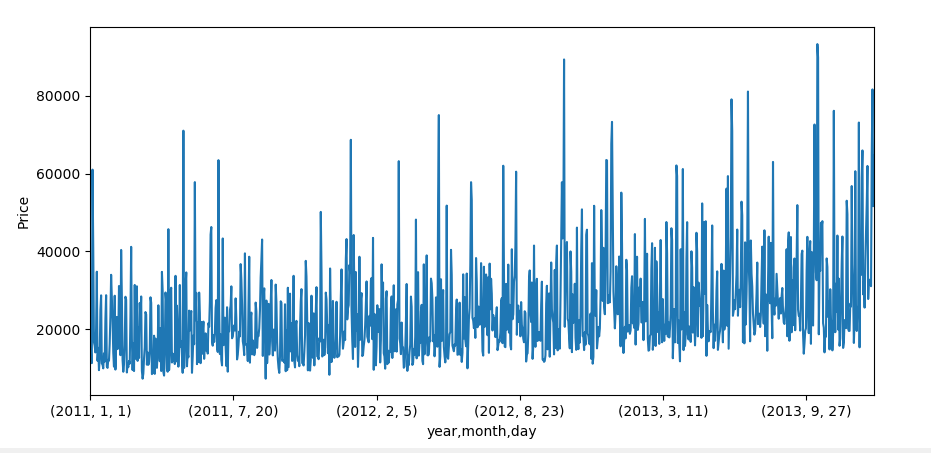 80000
60000
40000
20000
Price
(2011, 1, 1) (2011, 7, 20) (2012, 2, 5) (2012, 8, 23) (2013, 3, 11) (2013, 9, 27)
year,month,day